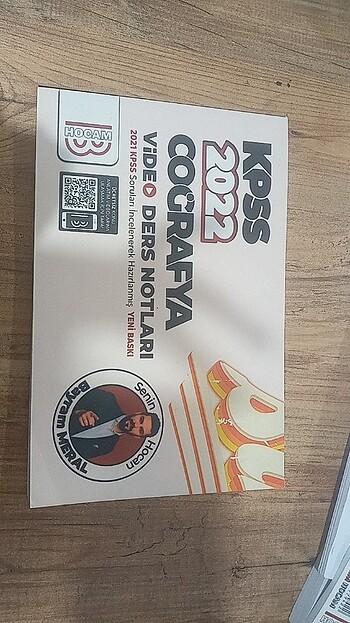 KPSS
2022
COĞRAFYA
VİDEO DERS NOTLARI
2021 KPSS Soruları İncelenerek Hazırlanmış YENİ BASKI
HOCAM
Senin Hocan
Bayram MERAL